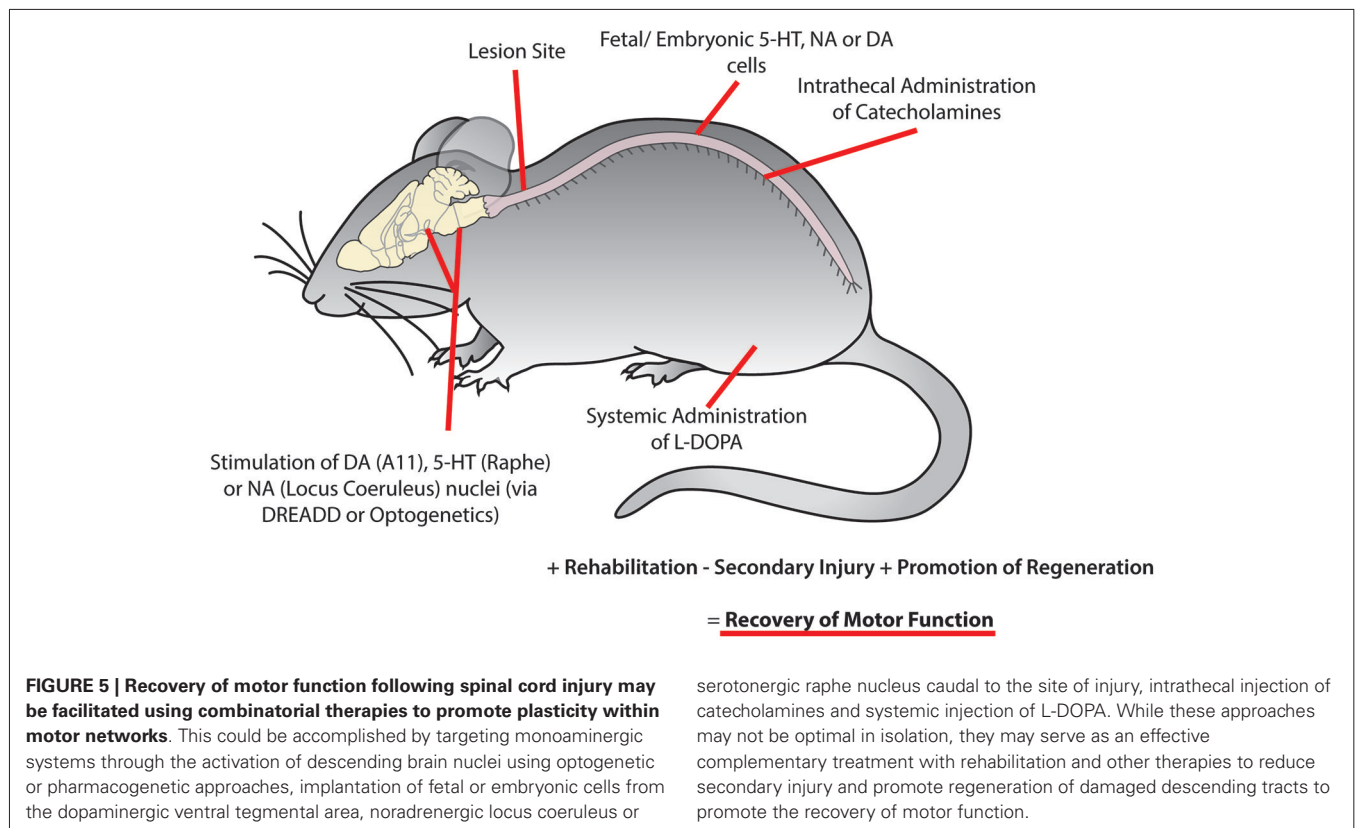 Lesion Site
Fetal/ Embryonic 5-HT, NA or DA
cells
Intrathecal Administration
of Catecholamines
Systemic Administration
of L-DOPA
Stimulation of DA (A11), 5-HT (Raphe)
or NA (Locus Coeruleus) nuclei (via
DREADD or Optogenetics)
+ Rehabilitation - Secondary Injury + Promotion of Regeneration
= Recovery of Motor Function
FIGURE 5 | Recovery of motor function following spinal cord injury may
be facilitated using combinatorial therapies to promote plasticity within
motor networks. This could be accomplished by targeting monoaminergic
systems through the activation of descending brain nuclei using optogenetic
or pharmacogenetic approaches, implantation of fetal or embryonic cells from
the dopaminergic ventral tegmental area, noradrenergic locus coeruleus or
serotonergic raphe nucleus caudal to the site of injury, intrathecal injection of
catecholamines and systemic injection of L-DOPA. While these approaches
may not be optimal in isolation, they may serve as an effective
complementary treatment with rehabilitation and other therapies to reduce
secondary injury and promote regeneration of damaged descending tracts to
promote the recovery of motor function.